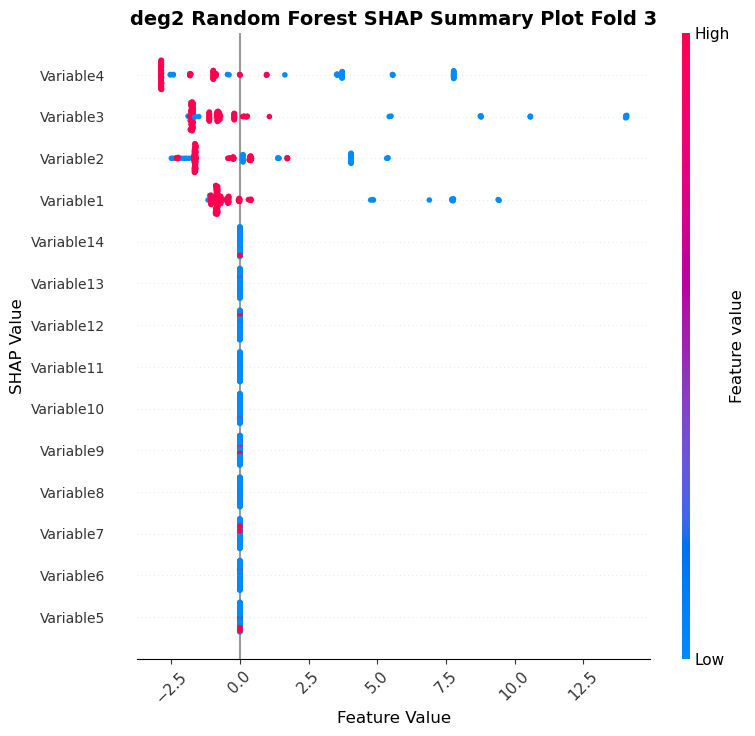 deg2 Random Forest SHAP Summary Plot Fold 3
High
Variable4
Variable3
Variable2
Variable1
Variable14
Variable13
Variable12
Variable11
Variable10
Variable9
Variable8
Variable7
Variable6
Variable5
SHAP Value
Feature value
Low
−2.5
0.0
2.5
5.0
7.5
10.0
12.5
Feature Value